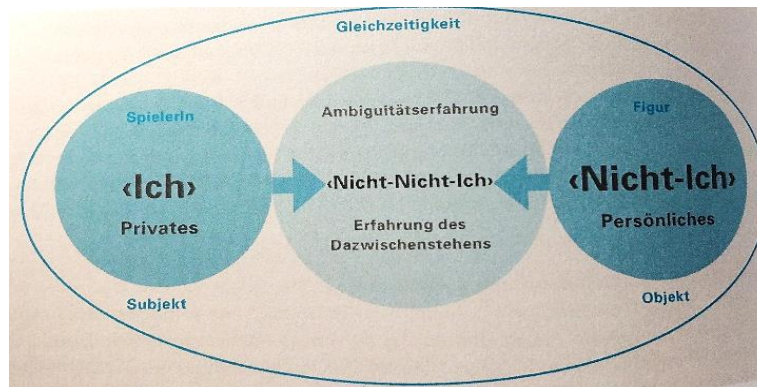 Gleichzeitigkeit
SpielerIn
‹Ich›
Privates
Subjekt
Ambiguitätserfahrung
‹Nicht-Nicht-Ich›
Erfahrung des
Dazwischenstehens
Figur
‹Nicht-Ich›
Persönliches
Objekt